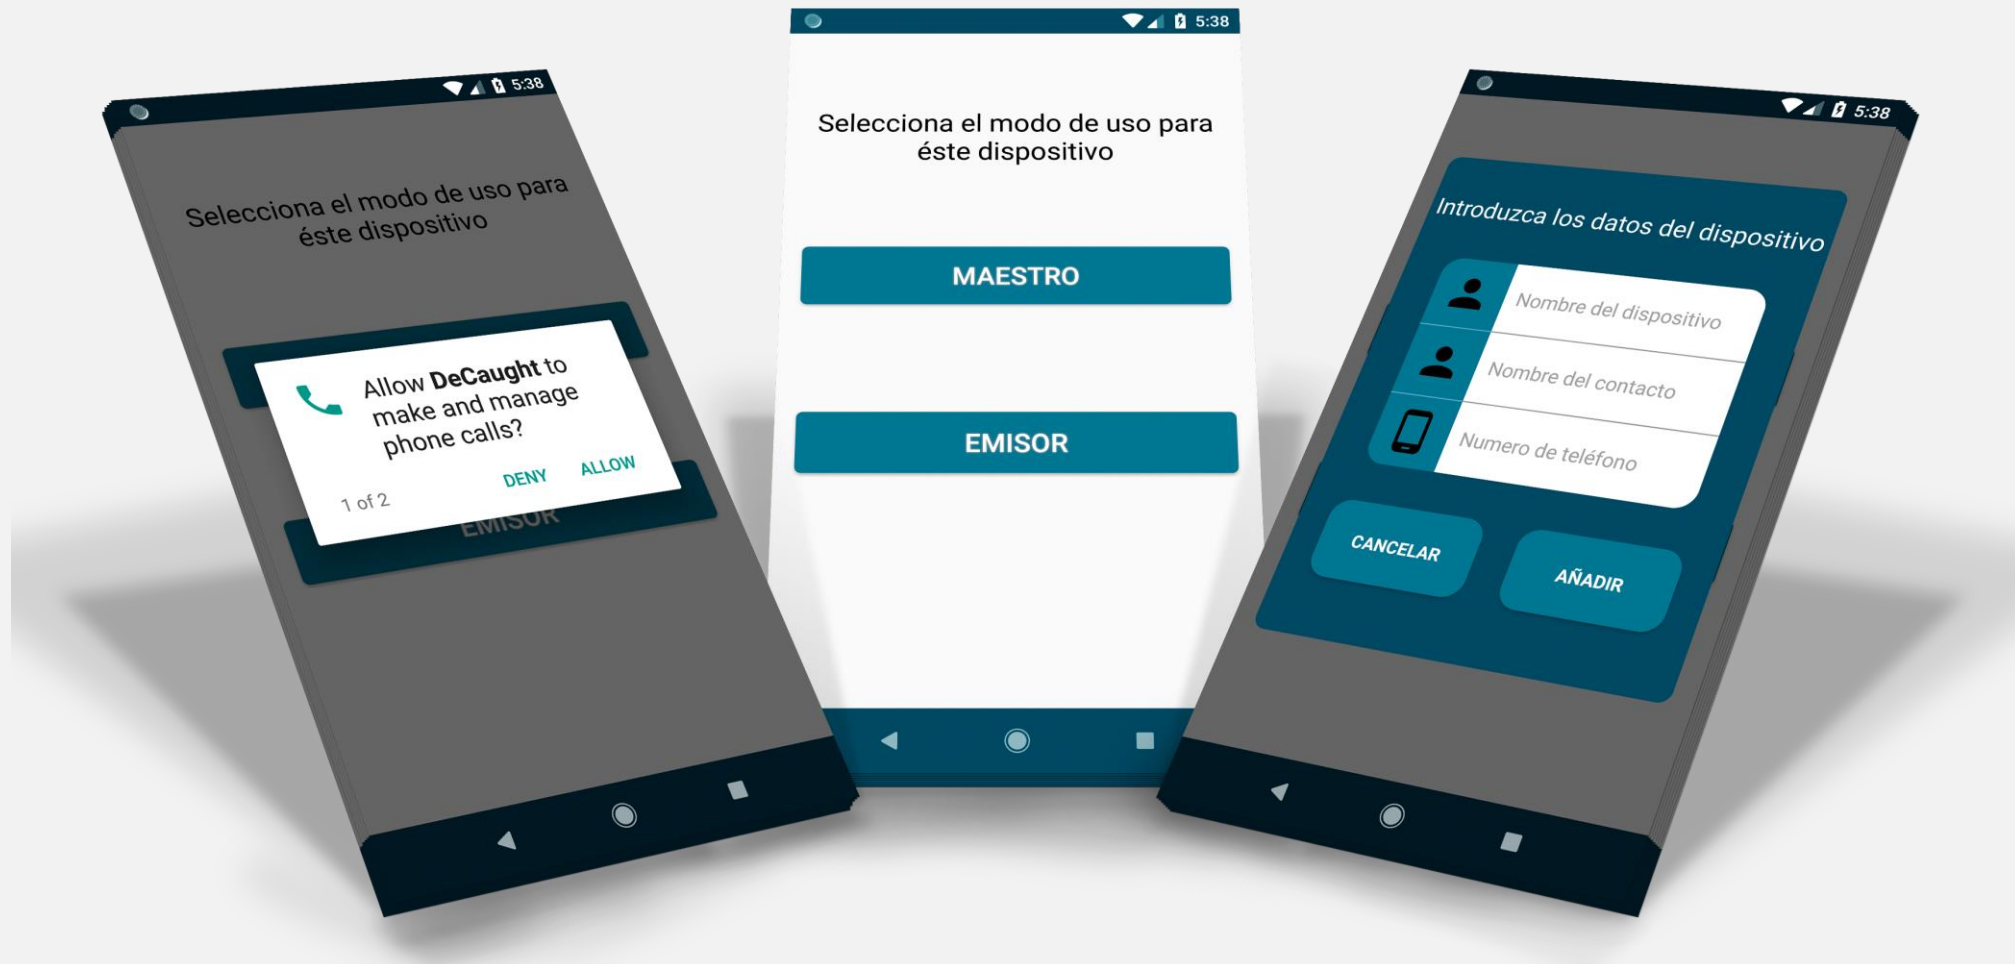 5:38
Selecciona el modo de uso para
éste dispositivo
Allow DeCaught to
make and manage
phone calls?
1 of 2
DENY
ALLOW
EMISOR
5:38
Selecciona el modo de uso para
éste dispositivo
MAESTRO
EMISOR
5:38
Introduzca los datos del dispositivo
Nombre del dispositivo
Nombre del contacto
Numero de teléfono
CANCELAR
AÑADIR